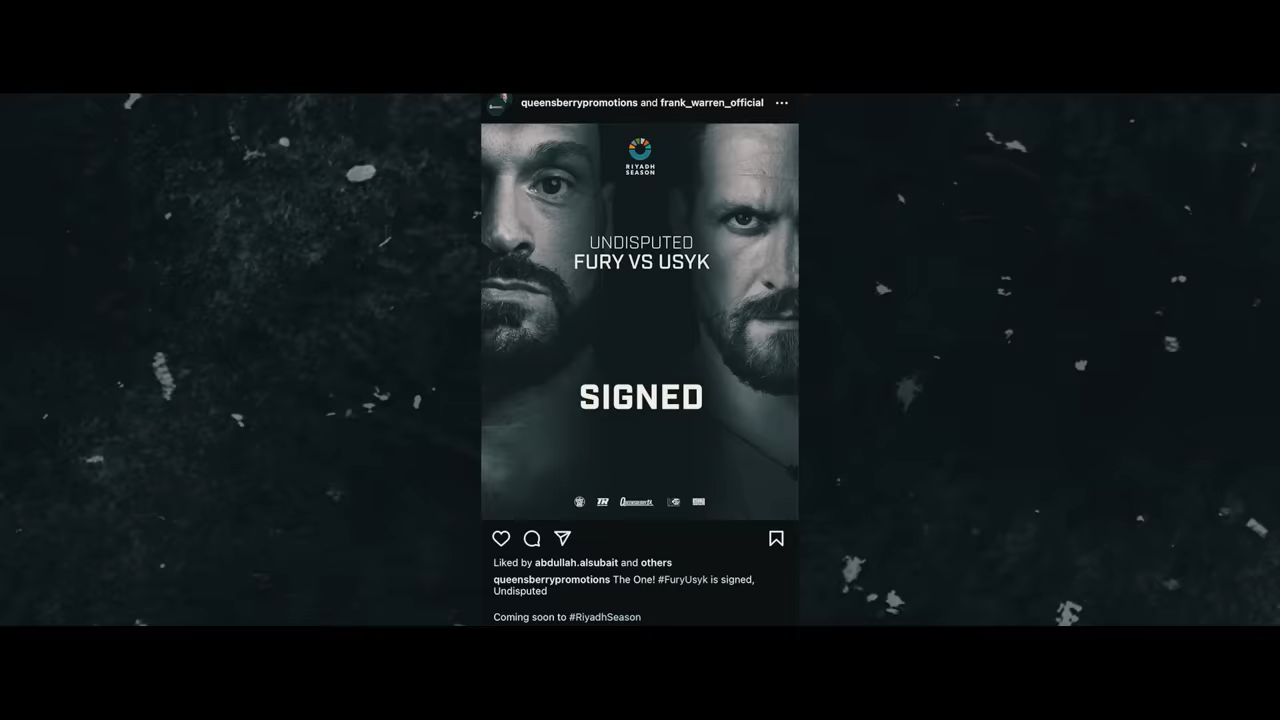 queensberrypromotions and frank_warren_official
RIYADH
SEASON
UNDISPUTED
FURY VS USYK
SIGNED
TR
Liked by abdullah.alsubait and others
queensberrypromotions The One! #FuryUsyk is signed,
Undisputed
Coming soon to #RiyadhSeason